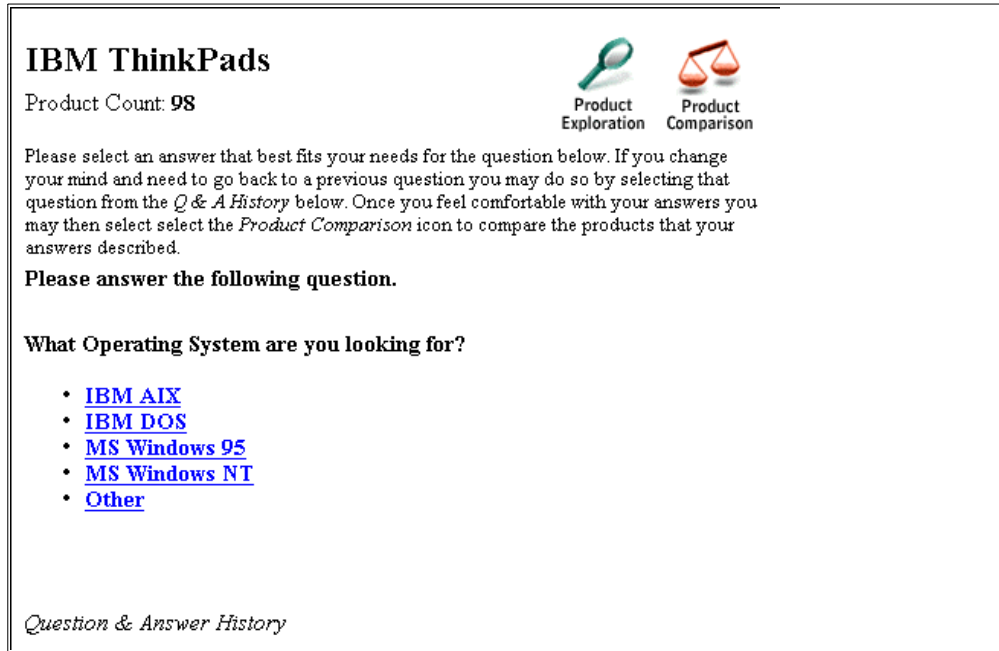 IBM ThinkPads
Product Count: 98
Product
Exploration
Product
Comparison
Please select an answer that best fits your needs for the question below. If you change
your mind and need to go back to a previous question you may do so by selecting that
question from the Q & A History below. Once you feel comfortable with your answers you
may then select select the Product Comparison icon to compare the products that your
answers described.
Please answer the following question.
What Operating System are you looking for?
• IBM AIX
• IBM DOS
• MS Windows 95
• MS Windows NT
• Other
Question & Answer History